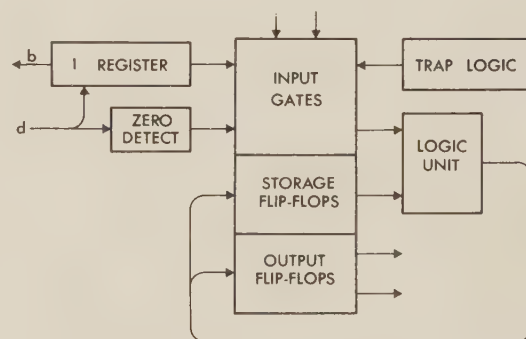 b
I REGISTER
d
ZERO
DETECT
INPUT
GATES
TRAP LOGIC
LOGIC
UNIT
STORAGE
FLIP-FLOPS
OUTPUT
FLIP-FLOPS